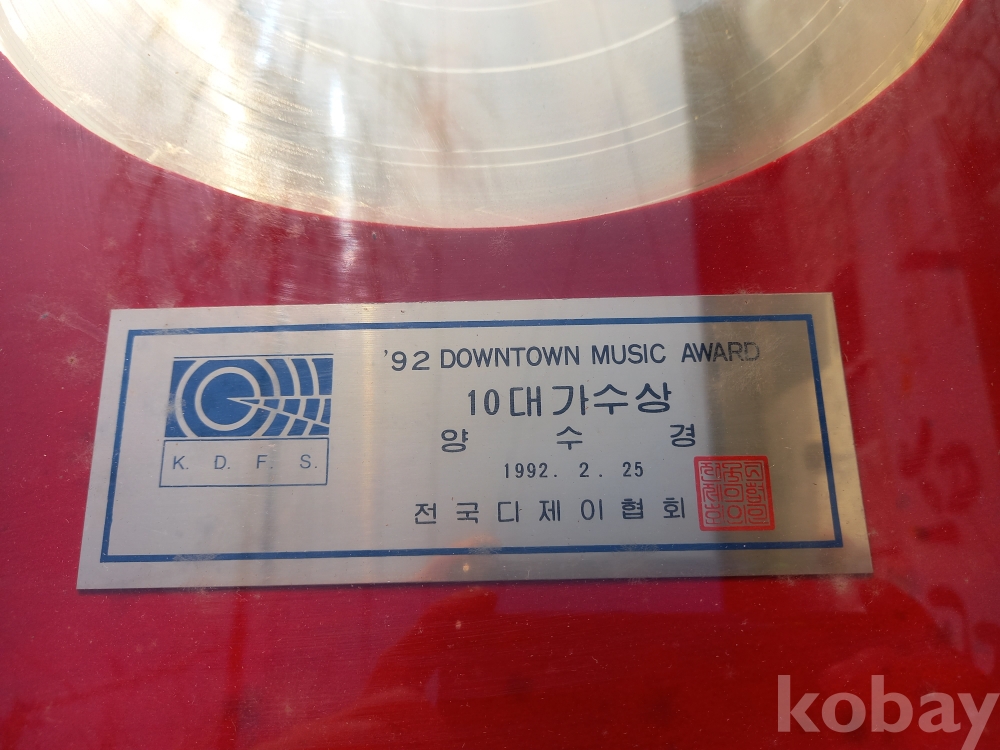 '92 DOWNTOWN MUSIC AWARD
10대가수상
양 수 경
1992. 2. 25
전국디제이협회
K. D. F. S.
kobay